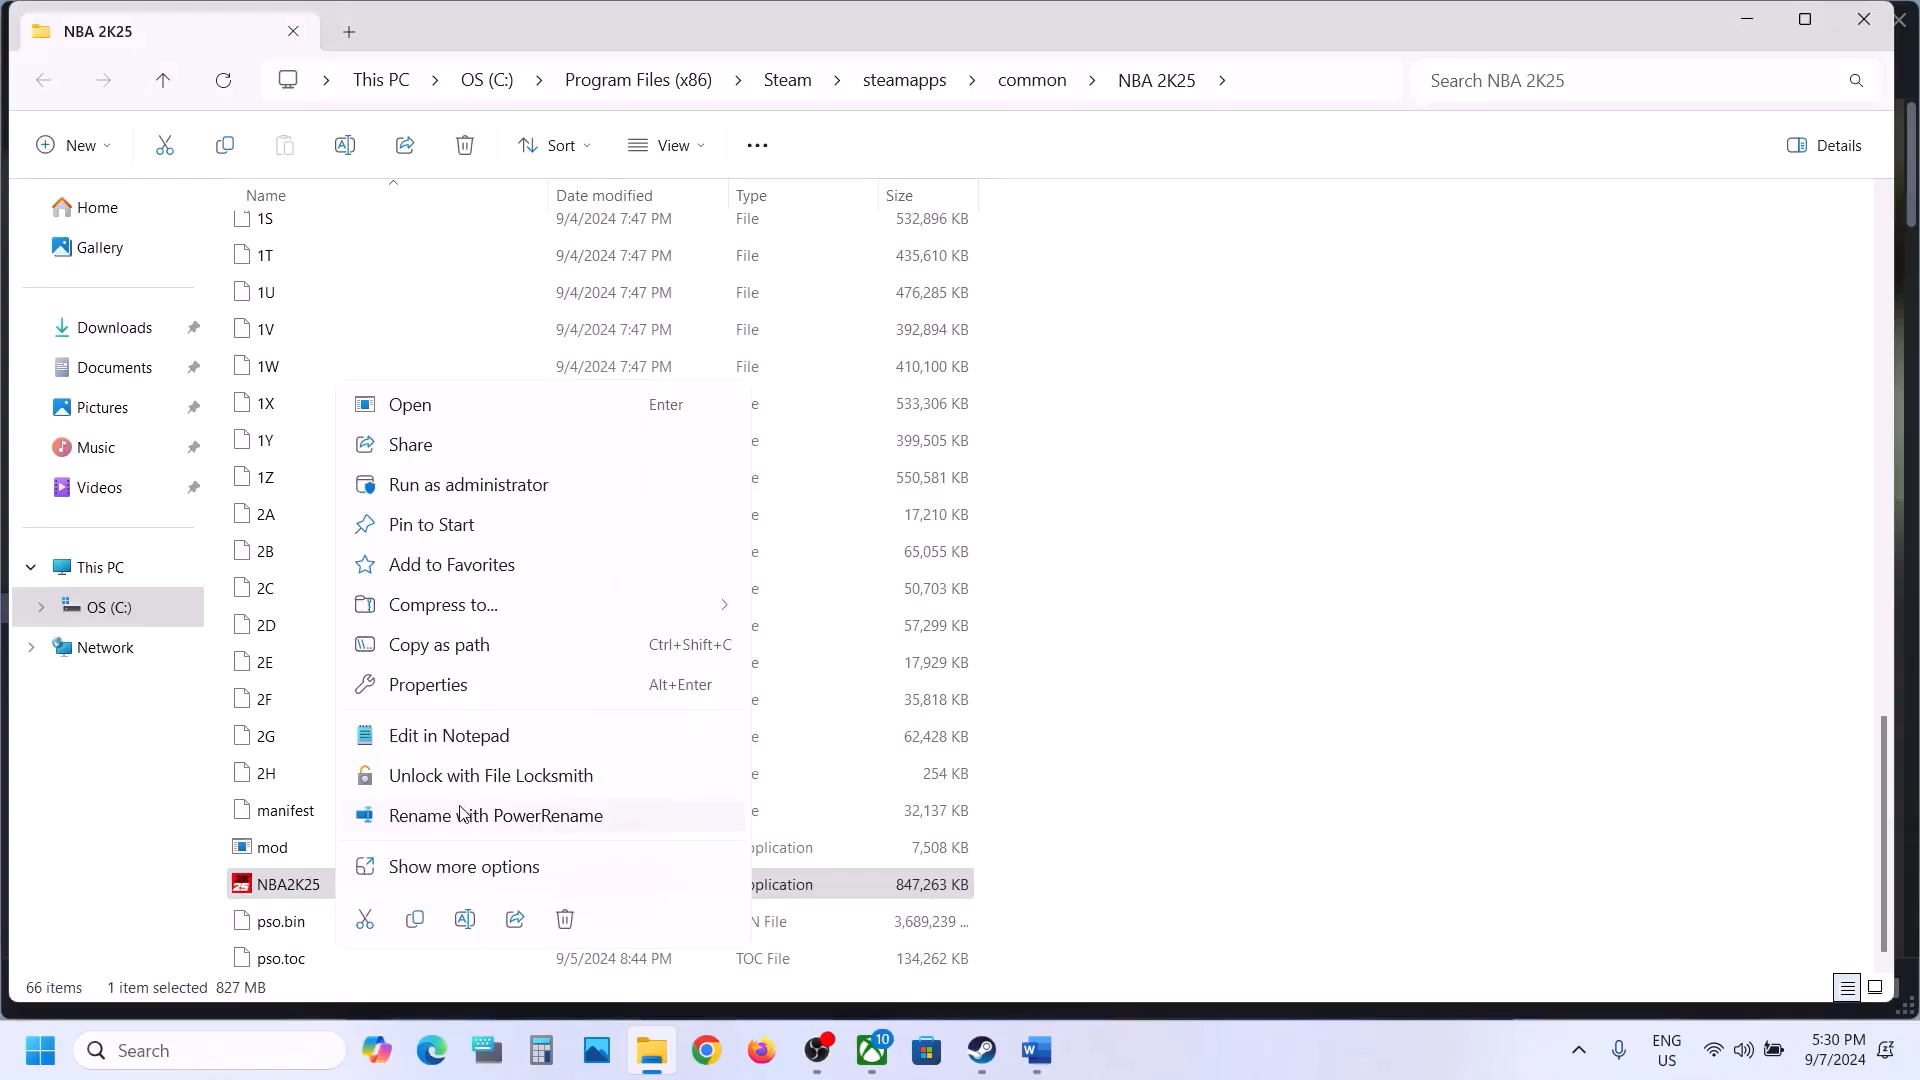 NBA 2K25
This PC > OS (C:) > Program Files (x86) > Steam > steamapps > common > NBA 2K25 >
Search NBA 2K25
New
Sort
View
Details
Name Date modified Type Size
Home
Gallery
Downloads
Documents
Pictures
Music
Videos
This PC
OS (C:)
Network
1S 9/4/2024 7:47 PM File 532,896 KB
1T 9/4/2024 7:47 PM File 435,610 KB
1U 9/4/2024 7:47 PM File 476,285 KB
1V 9/4/2024 7:47 PM File 392,894 KB
1W 9/4/2024 7:47 PM File 410,100 KB
1X e 533,306 KB
1Y e 399,505 KB
1Z e 550,581 KB
2A e 17,210 KB
2B e 65,055 KB
2C e 50,703 KB
2D e 57,299 KB
2E e 17,929 KB
2F e 35,818 KB
2G e 62,428 KB
2H e 254 KB
manifest e 32,137 KB
mod pplication 7,508 KB
NBA2K25 pplication 847,263 KB
pso.bin N File 3,689,239 ...
pso.toc 9/5/2024 8:44 PM TOC File 134,262 KB
Open Enter
Share
Run as administrator
Pin to Start
Add to Favorites
Compress to...
Copy as path Ctrl+Shift+C
Properties Alt+Enter
Edit in Notepad
Unlock with File Locksmith
Rename with PowerRename
Show more options
66 items 1 item selected 827 MB
Search
10
ENG
US
5:30 PM
9/7/2024